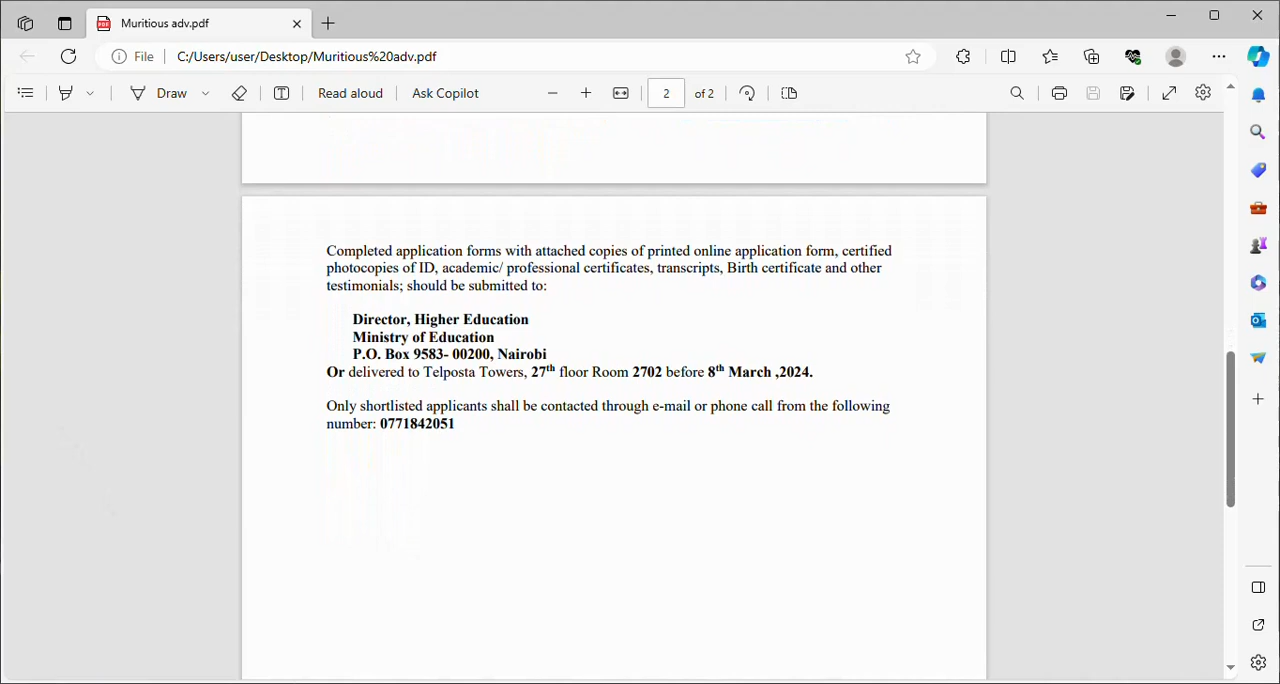 Muritious adv.pdf
File
C:/Users/user/Desktop/Muritious%20adv.pdf
Draw
Read aloud
Ask Copilot
2
of 2
Completed application forms with attached copies of printed online application form, certified
photocopies of ID, academic/ professional certificates, transcripts, Birth certificate and other
testimonials; should be submitted to:
Director, Higher Education
Ministry of Education
P.O. Box 9583- 00200, Nairobi
Or delivered to Telposta Towers, 27th floor Room 2702 before 8th March ,2024.
Only shortlisted applicants shall be contacted through e-mail or phone call from the following
number: 0771842051